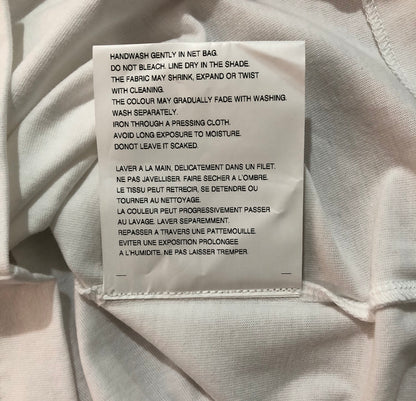 HANDWASH GENTLY IN NET BAG.
DO NOT BLEACH. LINE DRY IN THE SHADE.
THE FABRIC MAY SHRINK, EXPAND OR TWIST
WITH CLEANING.
THE COLOUR MAY GRADUALLY FADE WITH WASHING.
WASH SEPARATELY.
IRON THROUGH A PRESSING CLOTH.
AVOID LONG EXPOSURE TO MOISTURE.
DONOT LEAVE IT SCAKED.
LAVER A LA MAIN, DELICATEMENT DANS UN FILET.
NE PAS JAVELLISER. FAIRE SECHER A L'OMBRE.
LE TISSU PEUT RETRECIR, SE DETENDRE OU
TOURNER AU NETTOYAGE.
LA COULEUR PEUT PROGRESSIVEMENT PASSER
AU LAVAGE. LAVER SEPAREMMENT.
REPASSER A TRAVERS UNE PATTEMOUILLE.
EVITER UNE EXPOSITION PROLONGEE
A L'HUMIDITE. NE PAS LAISSER TREMPER.